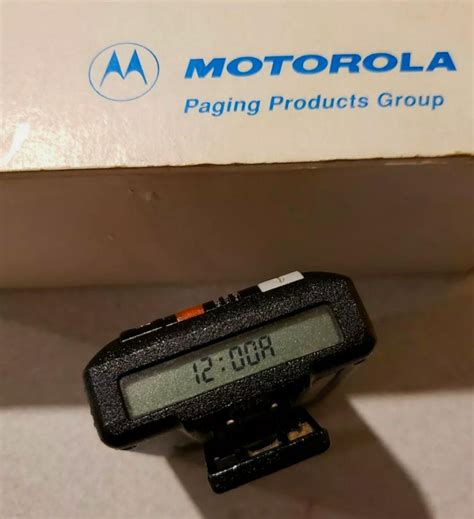 MOTOROLA
Paging Products Group
12:00A